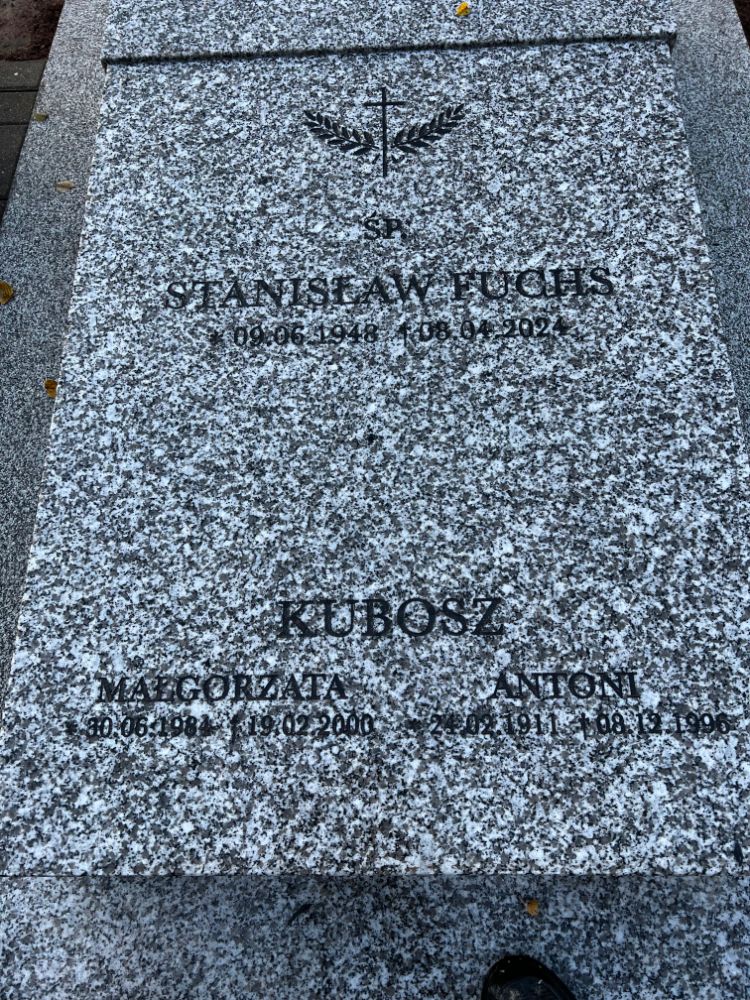 ŚP.
STANISŁAW FUCHS
* 09.06.1948 †08.04.2024
KUBOSZ
MAŁGORZATA ANTONI
* 30.06.1984 †19.02.2000 * 24.02.1911 †08.12.1996